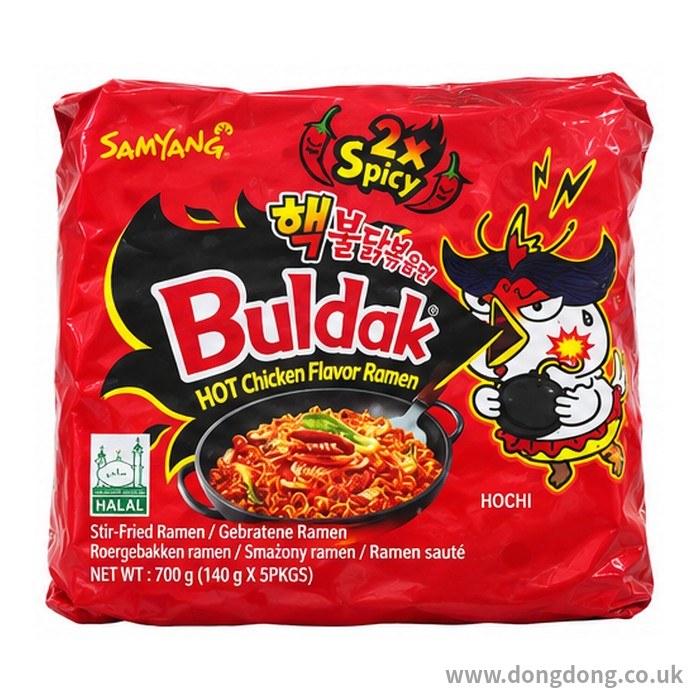 SAMYANG
2x
Spicy
핵불닭볶음면
Buldak®
HOT Chicken Flavor Ramen
HALAL
HOCHI
Stir-Fried Ramen / Gebratene Ramen
Roergebakken ramen / Smażony ramen / Ramen sauté
NET WT : 700 g (140 g X 5PKGS)
www.dongdong.co.uk